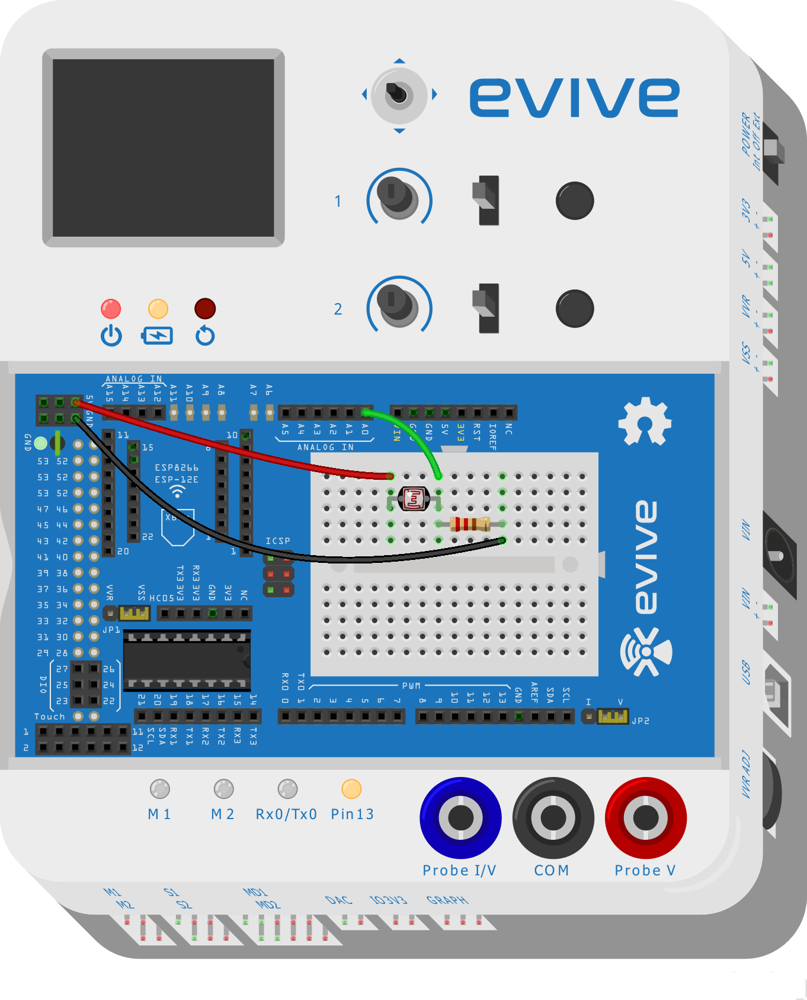 evive
POWER
Int Off Ext
1
3V3
+ -
5V
+ -
2
VVR
+ -
VSS
+ -
ANALOG IN
A15 A14 A13 A12 A11 A10 A9 A8 A7 A6
5V
GND
A5 A4 A3 A2 A1 A0
ANALOG IN
VIN GND GND 5V 3V3 RST IOREF NC
GND
11
15
10
ESP8266
ESP-12E
53 52
53 52
53 52
47 46
45 44
43 42
41 40
39 38
37 36
35 34
33 32
31 30
29 28
22
1
20
1
ICSP
evive
VIN
VIN
+ -
VVR
VSS
HC05
TX3 3V3
RX3 3V3
GND
3V3
NC
JP1
DIO
27 26
25 24
23 22
USB
RX0 0
TX0 1
PWM
2 3 4 5 6 7
8 9 10 11 12 13 GND AREF SDA SCL
21 20 19 18 17 16 15 14
SCL SDA RX1 TX1 RX2 TX2 RX3 TX3
I V
JP2
Touch
1 11
2 12
VVR ADJ
M1
M2
Rx0/Tx0
Pin13
Probe I/V
COM
Probe V
M1
M2
S1
S2
MD1
MD2
DAC
IO3V3
GRAPH